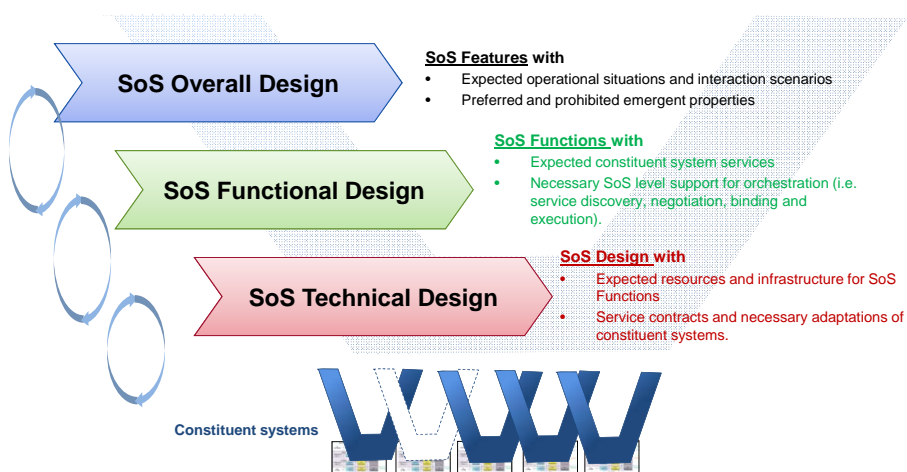 SoS Overall Design
SoS Features with
• Expected operational situations and interaction scenarios
• Preferred and prohibited emergent properties
SoS Functional Design
SoS Functions with
• Expected constituent system services
• Necessary SoS level support for orchestration (i.e.
service discovery, negotiation, binding and
execution).
SoS Technical Design
SoS Design with
• Expected resources and infrastructure for SoS
Functions
• Service contracts and necessary adaptations of
constituent systems.
Constituent systems